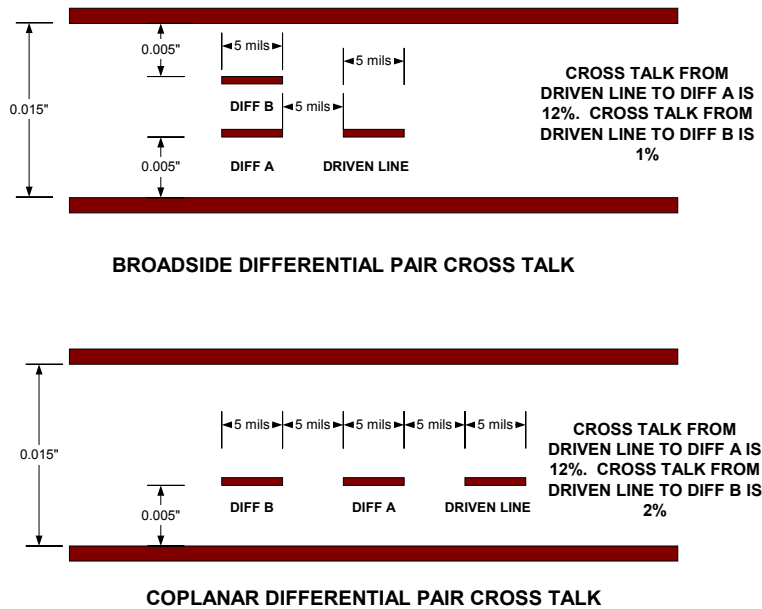 5 mils
0.005"
5 mils
0.015"
DIFF B
5 mils
0.005"
DIFF A
DRIVEN LINE
CROSS TALK FROM
DRIVEN LINE TO DIFF A IS
12%. CROSS TALK FROM
DRIVEN LINE TO DIFF B IS
1%
BROADSIDE DIFFERENTIAL PAIR CROSS TALK
5 mils
5 mils
5 mils
5 mils
5 mils
0.015"
0.005"
DIFF B
DIFF A
DRIVEN LINE
CROSS TALK FROM
DRIVEN LINE TO DIFF A IS
12%. CROSS TALK FROM
DRIVEN LINE TO DIFF B IS
2%
COPLANAR DIFFERENTIAL PAIR CROSS TALK